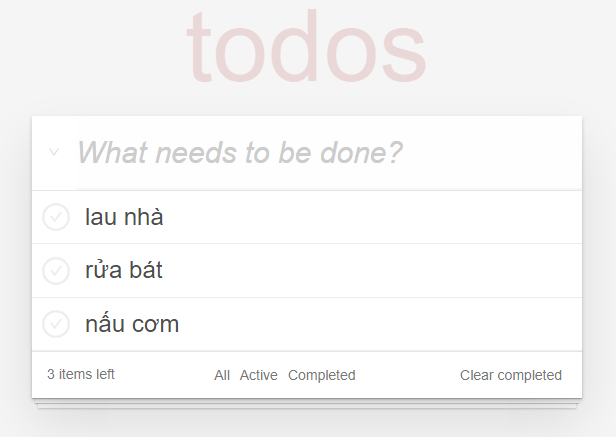 todos
What needs to be done?
lau nhà
rửa bát
nấu cơm
3 items left All Active Completed Clear completed